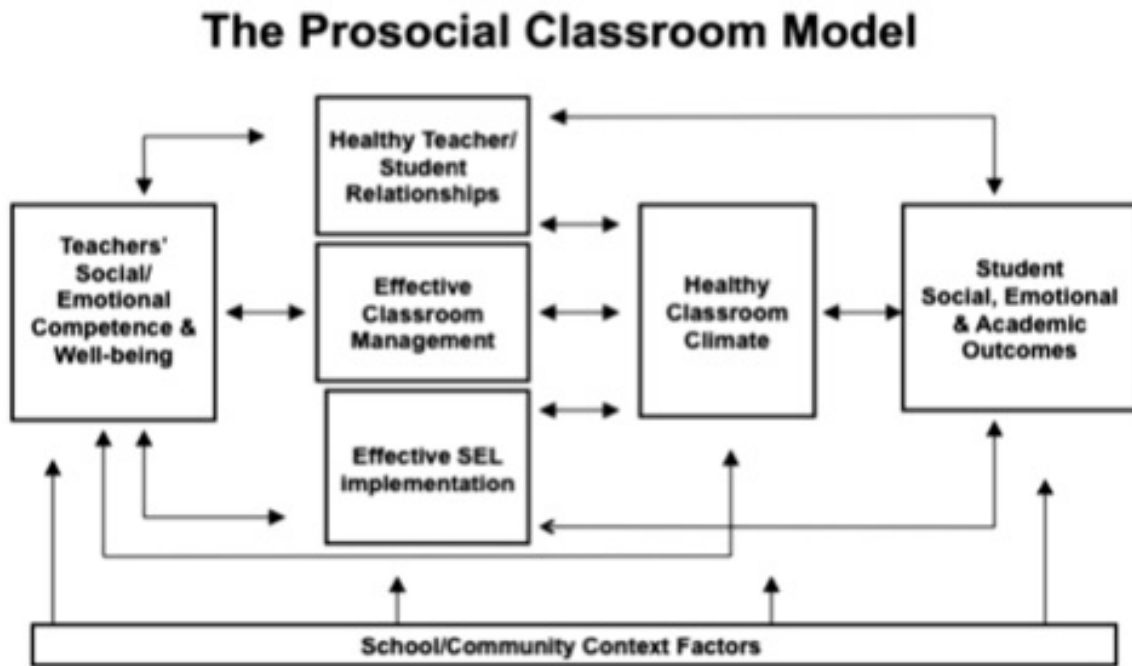 The Prosocial Classroom Model
Healthy Teacher/
Student
Relationships
Teachers'
Social/
Emotional
Competence &
Well-being
Effective
Classroom
Management
Healthy
Classroom
Climate
Student
Social, Emotional
& Academic
Outcomes
Effective SEL
implementation
School/Community Context Factors